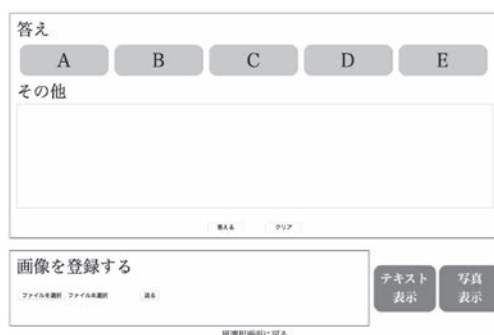 答え
A B C D E
その他
答える クリア
画像を登録する
ファイルを選択 ファイル未選択 送る
テキスト表示 写真表示